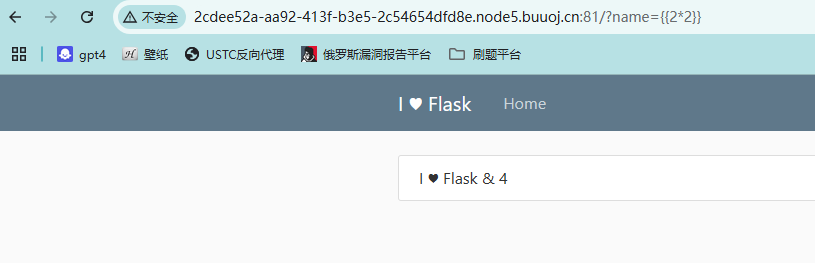 不安全 2cdee52a-aa92-413f-b3e5-2c54654dfd8e.node5.buuoj.cn:81/?name={{2*2}}
gpt4 壁纸 USTC反向代理 俄罗斯漏洞报告平台 刷题平台
I ♥ Flask Home
I ♥ Flask & 4